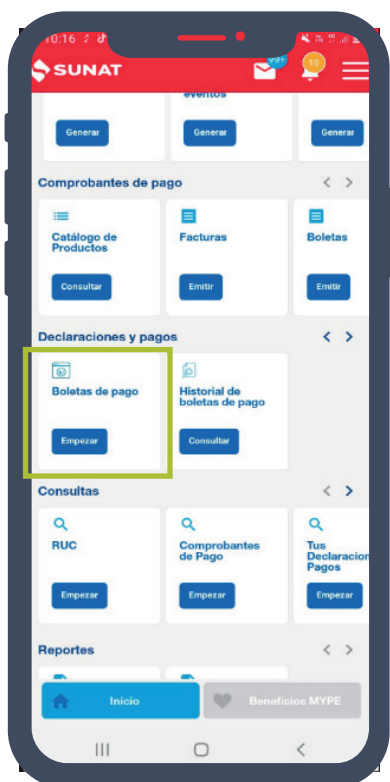 10:16
SUNAT
99+
10
eventos
Generar
Generar
Generar
Comprobantes de pago
Catálogo de
Productos
Consultar
Facturas
Emitir
Boletas
Emitir
Declaraciones y pagos
Boletas de pago
Empezar
Historial de
boletas de pago
Consultar
Consultas
RUC
Empezar
Comprobantes
de Pago
Empezar
Tus
Declaracion
Pagos
Empezar
Reportes
Inicio
Beneficios MYPE